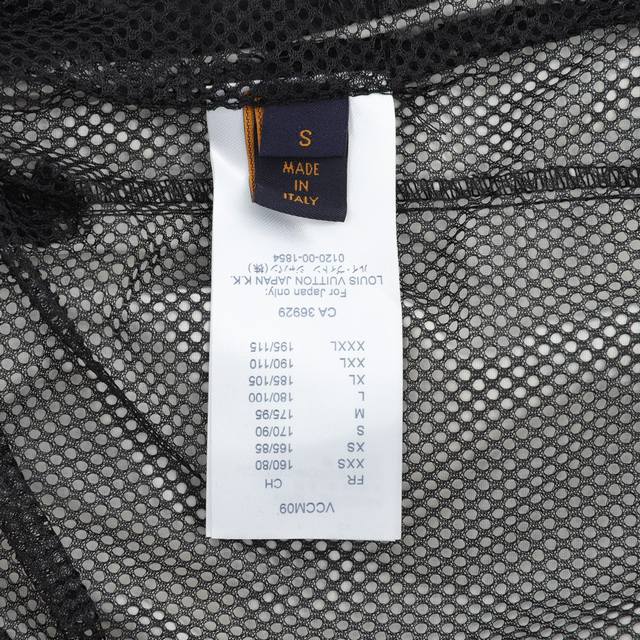 S
MADE
IN
ITALY
VCCM09
FR CH
XXS 160/80
XS 165/85
S 170/90
M 175/95
L 180/100
XL 185/105
XXL 190/110
XXXL 195/115
CA 36929
For Japan only:
LOUIS VUITTON JAPAN K.K.
ルイ・ヴィトン ジャパン(株)
0120-00-1854